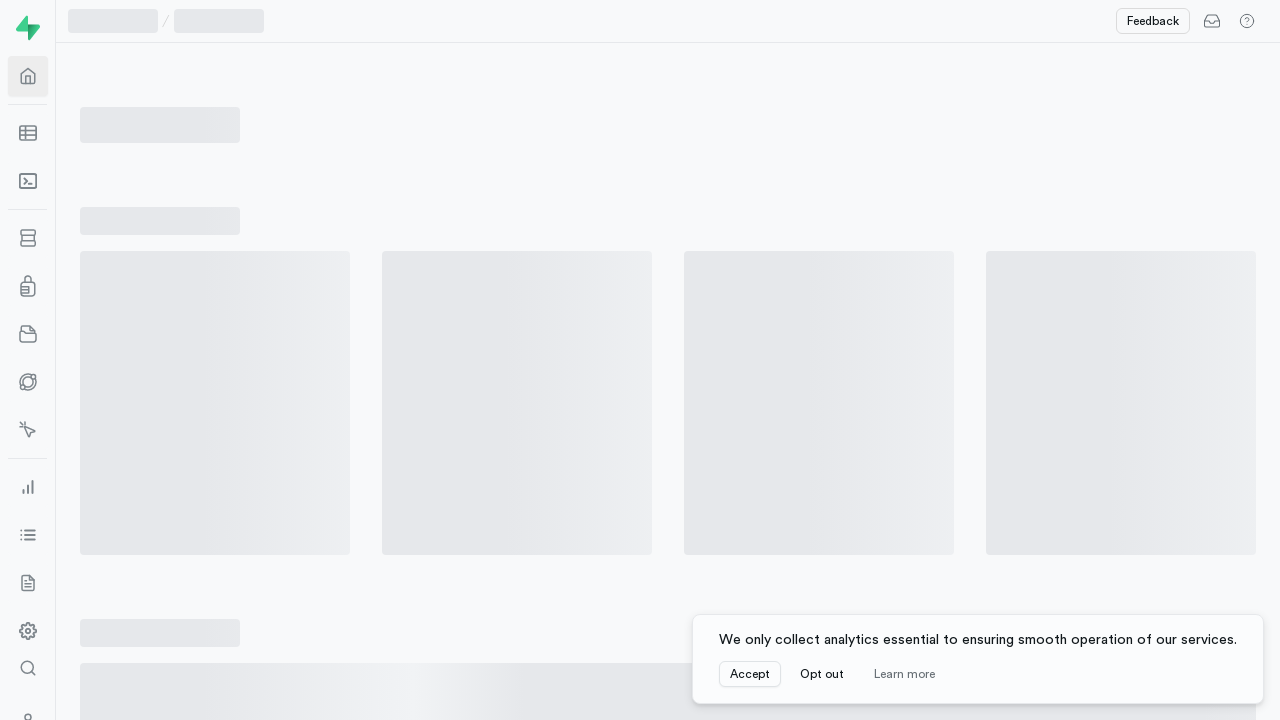 Feedback
We only collect analytics essential to ensuring smooth operation of our services.
Accept Opt out Learn more